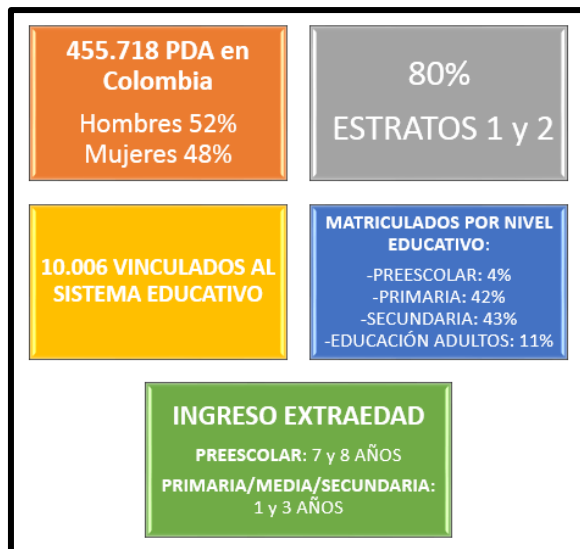 455.718 PDA en
Colombia
Hombres 52%
Mujeres 48%
80%
ESTRATOS 1 y 2
10.006 VINCULADOS AL
SISTEMA EDUCATIVO
MATRICULADOS POR NIVEL
EDUCATIVO:
-PREESCOLAR: 4%
-PRIMARIA: 42%
-SECUNDARIA: 43%
-EDUCACIÓN ADULTOS: 11%
INGRESO EXTRAEDAD
PREESCOLAR: 7 y 8 AÑOS
PRIMARIA/MEDIA/SECUNDARIA:
1 y 3 AÑOS